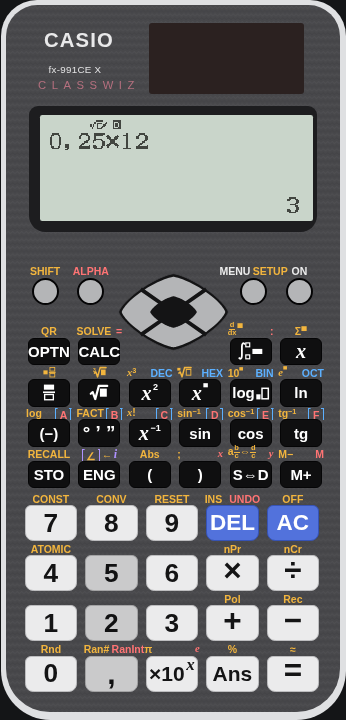 CASIO
fx-991CE X
CLASSWIZ
√▱/ D
0,25×12
3
SHIFT ALPHA MENU SETUP ON
QR SOLVE = d/dx■ : Σ■
OPTN CALC ∫■ x
x³ DEC ⁿ√□ HEX 10■ BIN e■ OCT
√■ x² x■ log■□ ln
log [A] FACT [B] x! [C] sin⁻¹ [D] cos⁻¹ [E] tg⁻¹ [F]
(−) ° ’ ” x⁻¹ sin cos tg
RECALL [∠] ← i Abs ; x a b/c⇔d/c y M− M
STO ENG ( ) S⇔D M+
CONST CONV RESET INS UNDO OFF
7 8 9 DEL AC
ATOMIC nPr nCr
4 5 6 × ÷
Pol Rec
1 2 3 + −
Rnd Ran# RanInt π e % ≈
0 , ×10ˣ Ans =